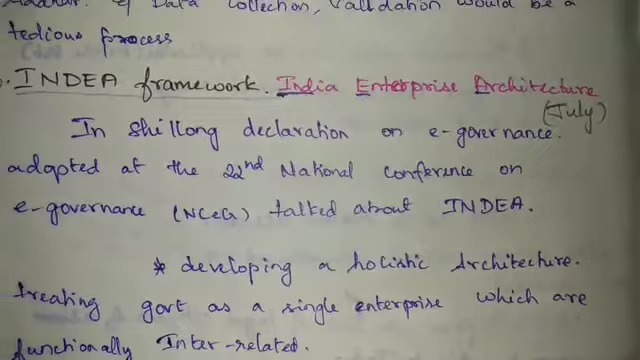 Aadhar. Data collection, validation would be a
tedious process
INDEA framework. India Enterprise Architecture
(July)
In shillong declaration on e-governance.
adopted at the 22nd National Conference on
e-governance (NCeG) talked about INDEA.
* developing a holistic Architecture.
treating govt as a single enterprise which are
functionally Inter-related.